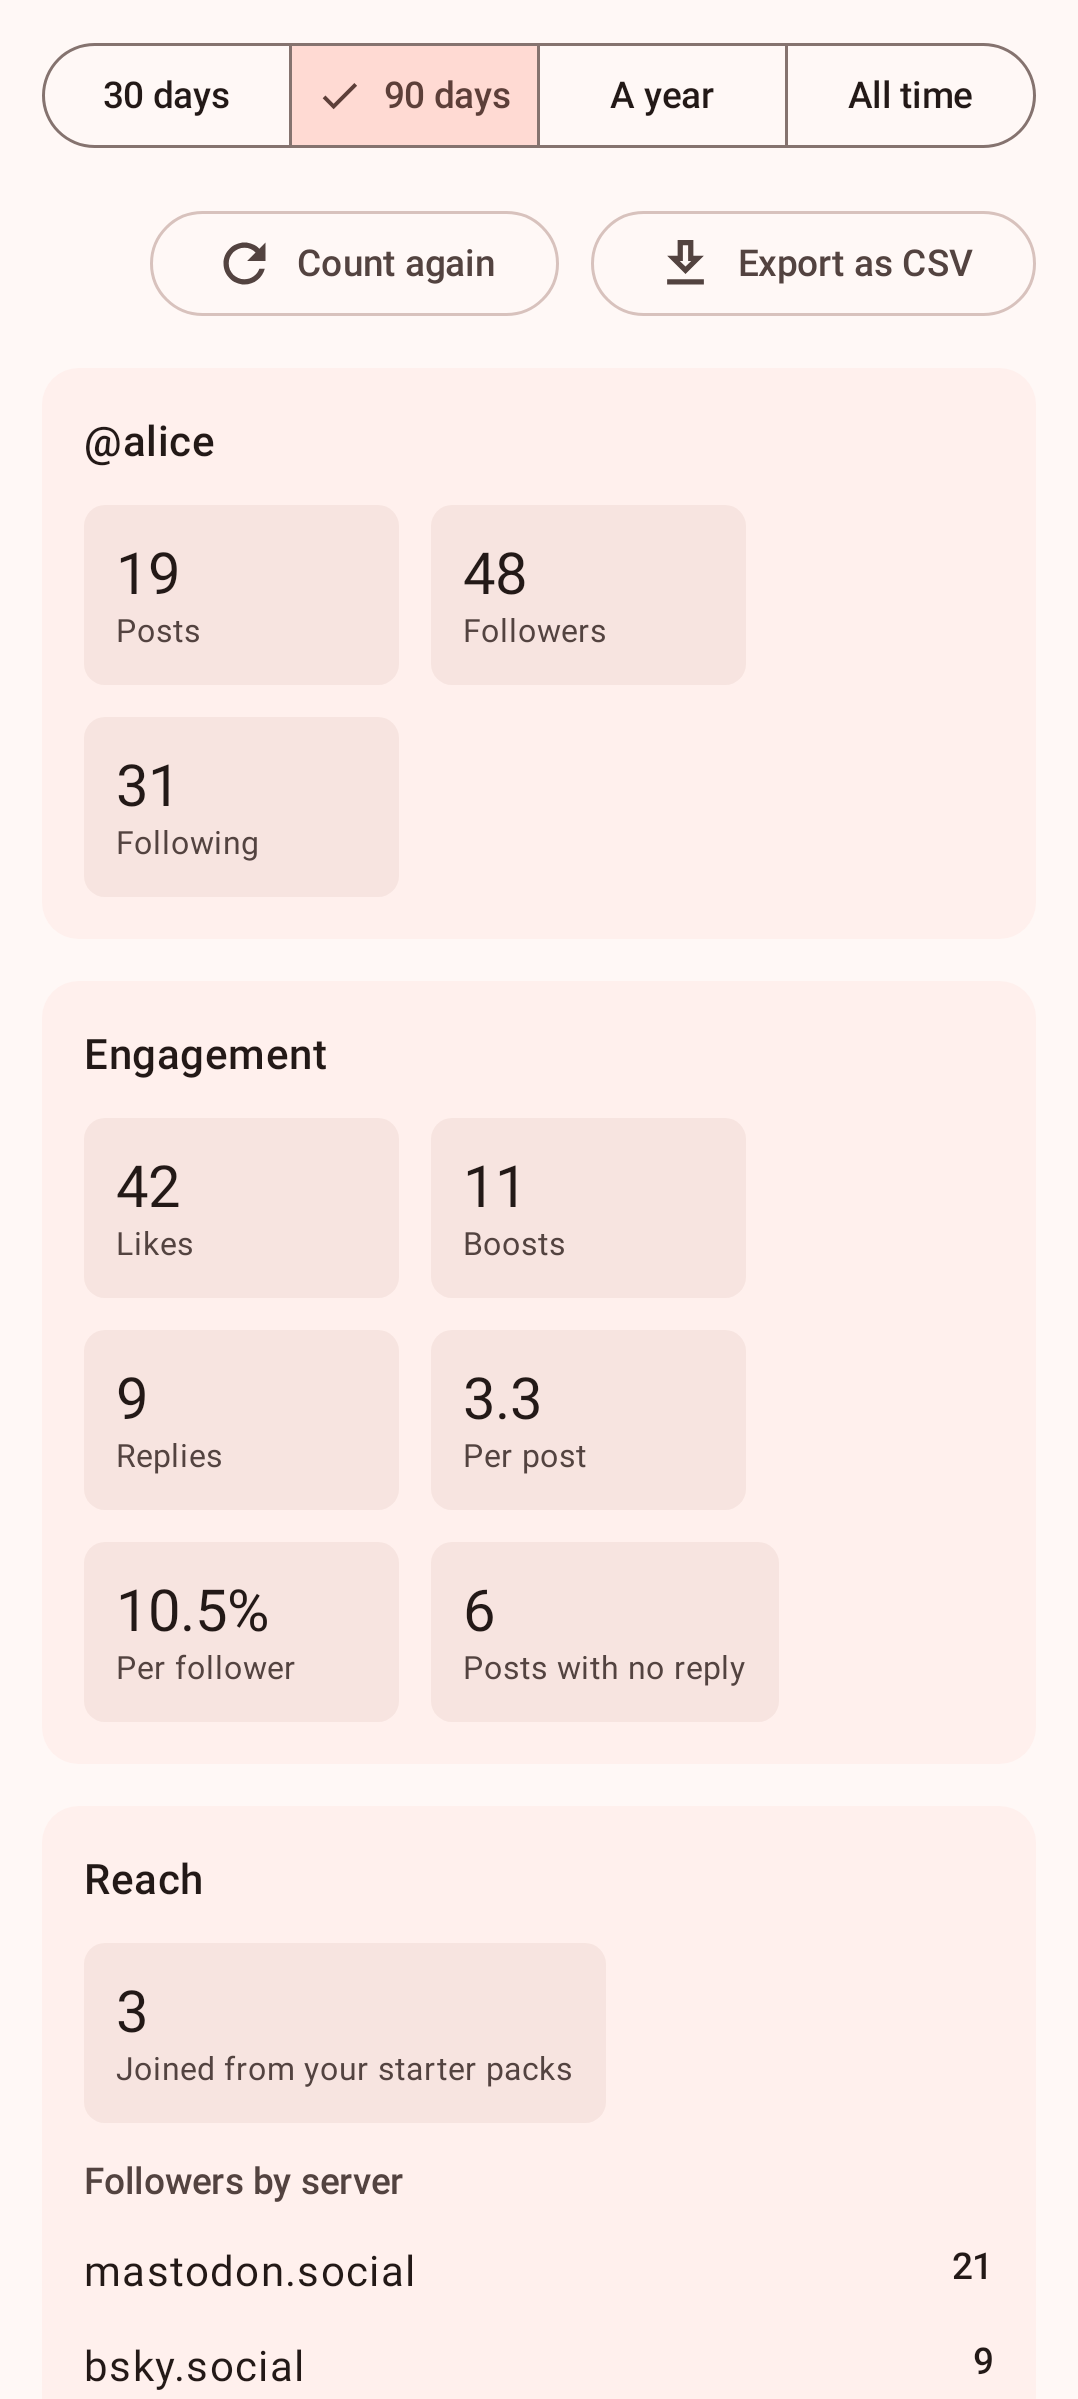 30 days
90 days
A year
All time
Count again
Export as CSV
@alice
19
Posts
48
Followers
31
Following
Engagement
42
Likes
11
Boosts
9
Replies
3.3
Per post
10.5%
Per follower
6
Posts with no reply
Reach
3
Joined from your starter packs
Followers by server
mastodon.social
21
bsky.social
9